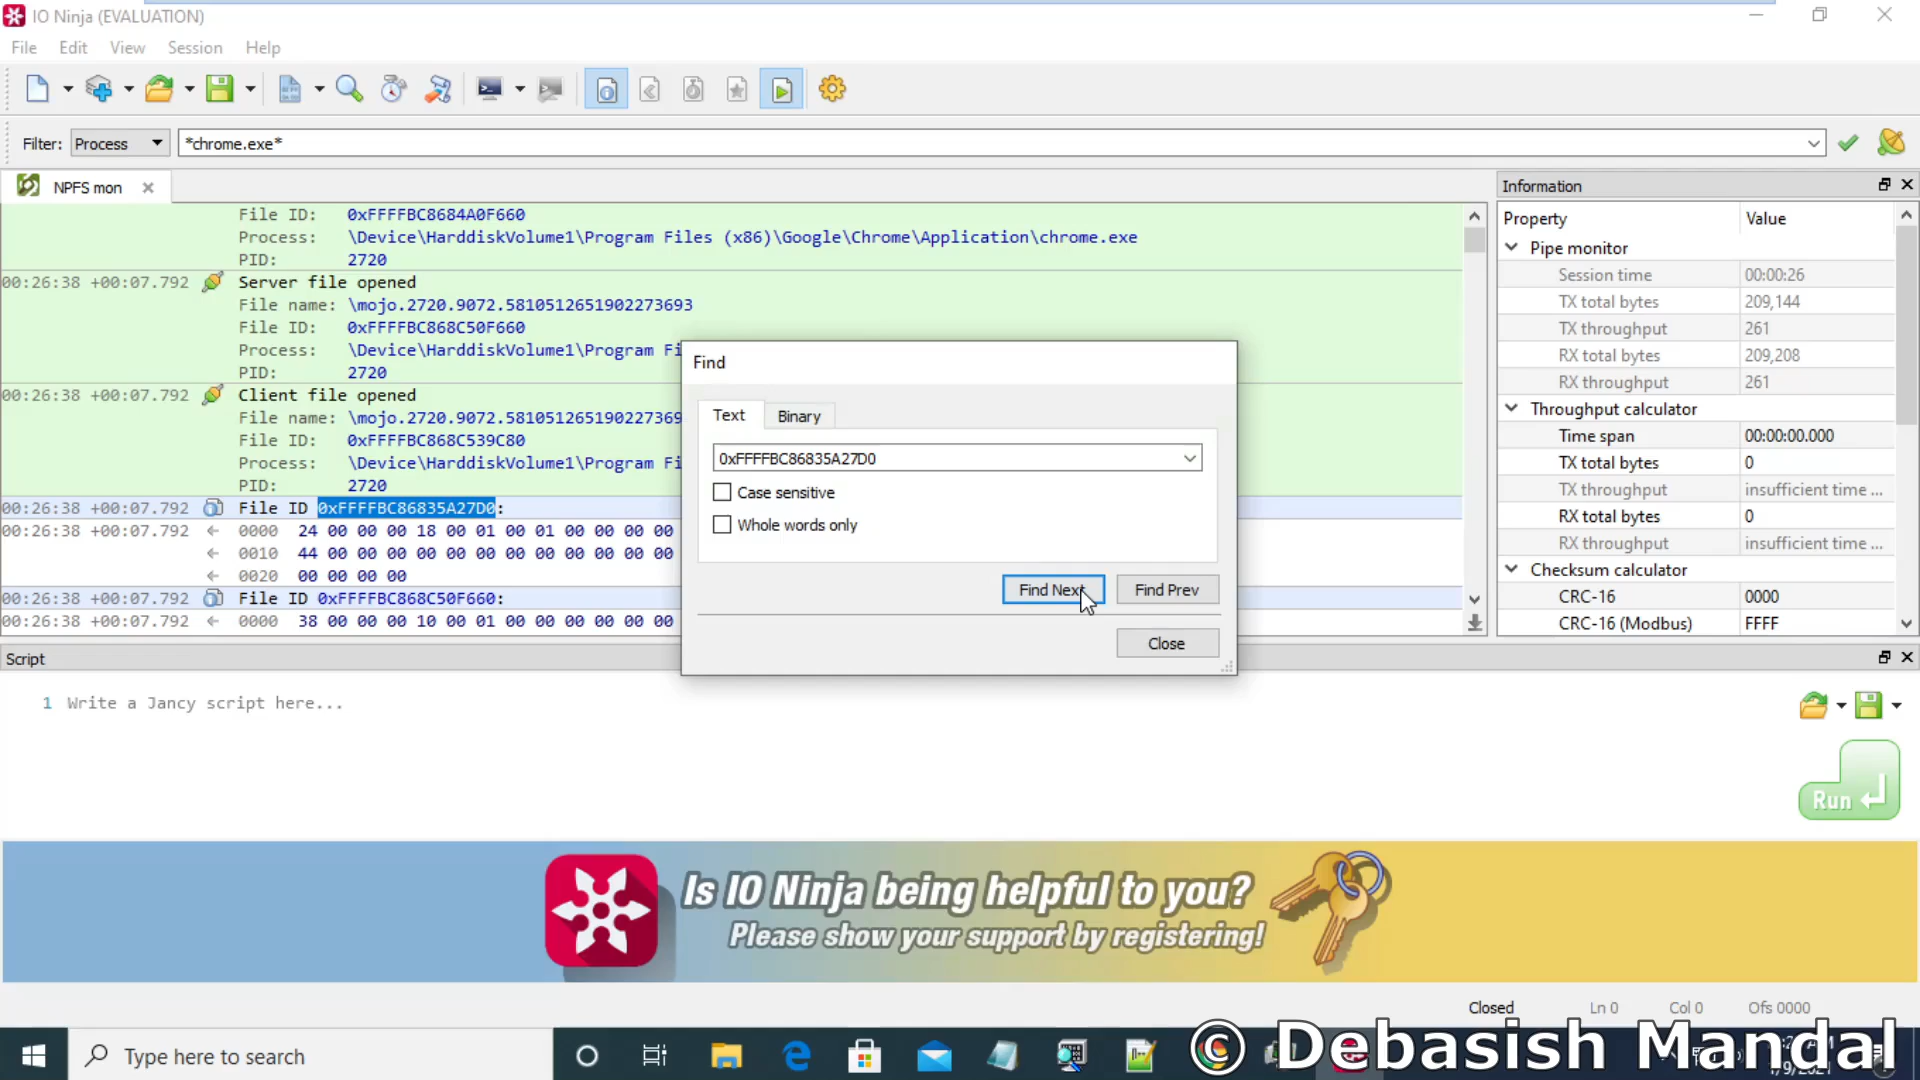 IO Ninja (EVALUATION)
File Edit View Session Help
Filter: Process *chrome.exe*
NPFS mon
File ID: 0xFFFFBC8684A0F660
Process: \Device\HarddiskVolume1\Program Files (x86)\Google\Chrome\Application\chrome.exe
PID: 2720
00:26:38 +00:07.792 Server file opened
File name: \mojo.2720.9072.5810512651902273693
File ID: 0xFFFFBC868C50F660
Process: \Device\HarddiskVolume1\Program Fi
PID: 2720
00:26:38 +00:07.792 Client file opened
File name: \mojo.2720.9072.581051265190227369
File ID: 0xFFFFBC868C539C80
Process: \Device\HarddiskVolume1\Program Fi
PID: 2720
00:26:38 +00:07.792 File ID 0xFFFFBC86835A27D0:
00:26:38 +00:07.792 ← 0000 24 00 00 00 18 00 01 00 01 00 00 00 00
← 0010 44 00 00 00 00 00 00 00 00 00 00 00 00
← 0020 00 00 00 00
00:26:38 +00:07.792 File ID 0xFFFFBC868C50F660:
00:26:38 +00:07.792 ← 0000 38 00 00 00 10 00 01 00 00 00 00 00 00
Find
Text Binary
0xFFFFBC86835A27D0
Case sensitive
Whole words only
Find Next Find Prev
Close
Information
Property Value
Pipe monitor
Session time 00:00:26
TX total bytes 209,144
TX throughput 261
RX total bytes 209,208
RX throughput 261
Throughput calculator
Time span 00:00:00.000
TX total bytes 0
TX throughput insufficient time ...
RX total bytes 0
RX throughput insufficient time ...
Checksum calculator
CRC-16 0000
CRC-16 (Modbus) FFFF
Script
1 Write a Jancy script here...
Run
Is IO Ninja being helpful to you?
Please show your support by registering!
Closed Ln 0 Col 0 Ofs 0000
Type here to search
© Debasish Mandal